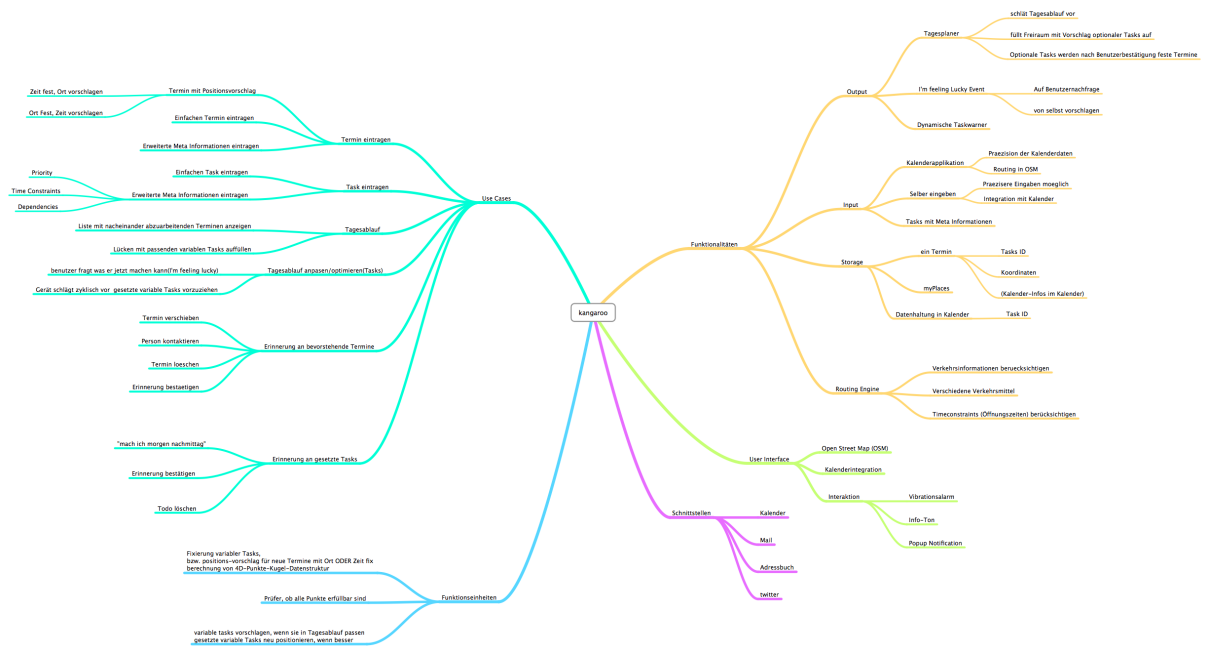 kangaroo
Use Cases
Termin eintragen
Termin mit Positionsvorschlag
Zeit fest, Ort vorschlagen
Ort Fest, Zeit vorschlagen
Einfachen Termin eintragen
Erweiterte Meta Informationen eintragen
Task eintragen
Einfachen Task eintragen
Erweiterte Meta Informationen eintragen
Priority
Time Constraints
Dependencies
Tagesablauf
Liste mit nacheinander abzuarbeitenden Terminen anzeigen
Lücken mit passenden variablen Tasks auffüllen
Tagesablauf anpasen/optimieren(Tasks)
benutzer fragt was er jetzt machen kann(I'm feeling lucky)
Gerät schlägt zyklisch vor gesetzte variable Tasks vorzuziehen
Erinnerung an bevorstehende Termine
Termin verschieben
Person kontaktieren
Termin loeschen
Erinnerung bestaetigen
Erinnerung an gesetzte Tasks
"mach ich morgen nachmittag"
Erinnerung bestätigen
Todo löschen
Funktionseinheiten
Fixierung variabler Tasks,
bzw. positions-vorschlag für neue Termine mit Ort ODER Zeit fix
berechnung von 4D-Punkte-Kugel-Datenstruktur
Prüfer, ob alle Punkte erfüllbar sind
variable tasks vorschlagen, wenn sie in Tagesablauf passen
gesetzte variable Tasks neu positionieren, wenn besser
Funktionalitäten
Output
Tagesplaner
schlät Tagesablauf vor
füllt Freiraum mit Vorschlag optionaler Tasks auf
Optionale Tasks werden nach Benutzerbestätigung feste Termine
I'm feeling Lucky Event
Auf Benutzernachfrage
von selbst vorschlagen
Dynamische Taskwarner
Input
Kalenderapplikation
Praezision der Kalenderdaten
Routing in OSM
Selber eingeben
Praezisere Eingaben moeglich
Integration mit Kalender
Tasks mit Meta Informationen
Storage
ein Termin
Tasks ID
Koordinaten
(Kalender-Infos im Kalender)
myPlaces
Datenhaltung in Kalender
Task ID
Routing Engine
Verkehrsinformationen beruecksichtigen
Verschiedene Verkehrsmittel
Timeconstraints (Öffnungszeiten) berücksichtigen
User Interface
Open Street Map (OSM)
Kalenderintegration
Interaktion
Vibrationsalarm
Info-Ton
Popup Notification
Schnittstellen
Kalender
Mail
Adressbuch
twitter